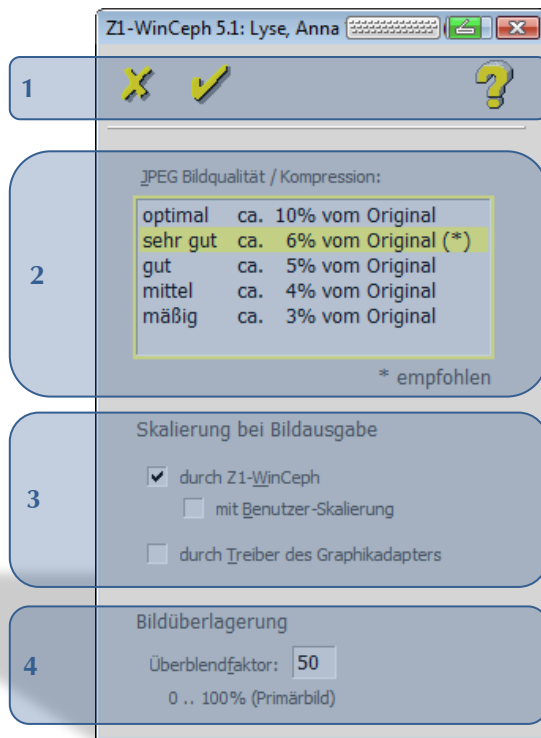 Z1-WinCeph 5.1: Lyse, Anna
1
2
JPEG Bildqualität / Kompression:
optimal ca. 10% vom Original
sehr gut ca. 6% vom Original (*)
gut ca. 5% vom Original
mittel ca. 4% vom Original
mäßig ca. 3% vom Original
* empfohlen
3
Skalierung bei Bildausgabe
durch Z1-WinCeph
mit Benutzer-Skalierung
durch Treiber des Graphikadapters
4
Bildüberlagerung
Überblendfaktor: 50
0 .. 100% (Primärbild)